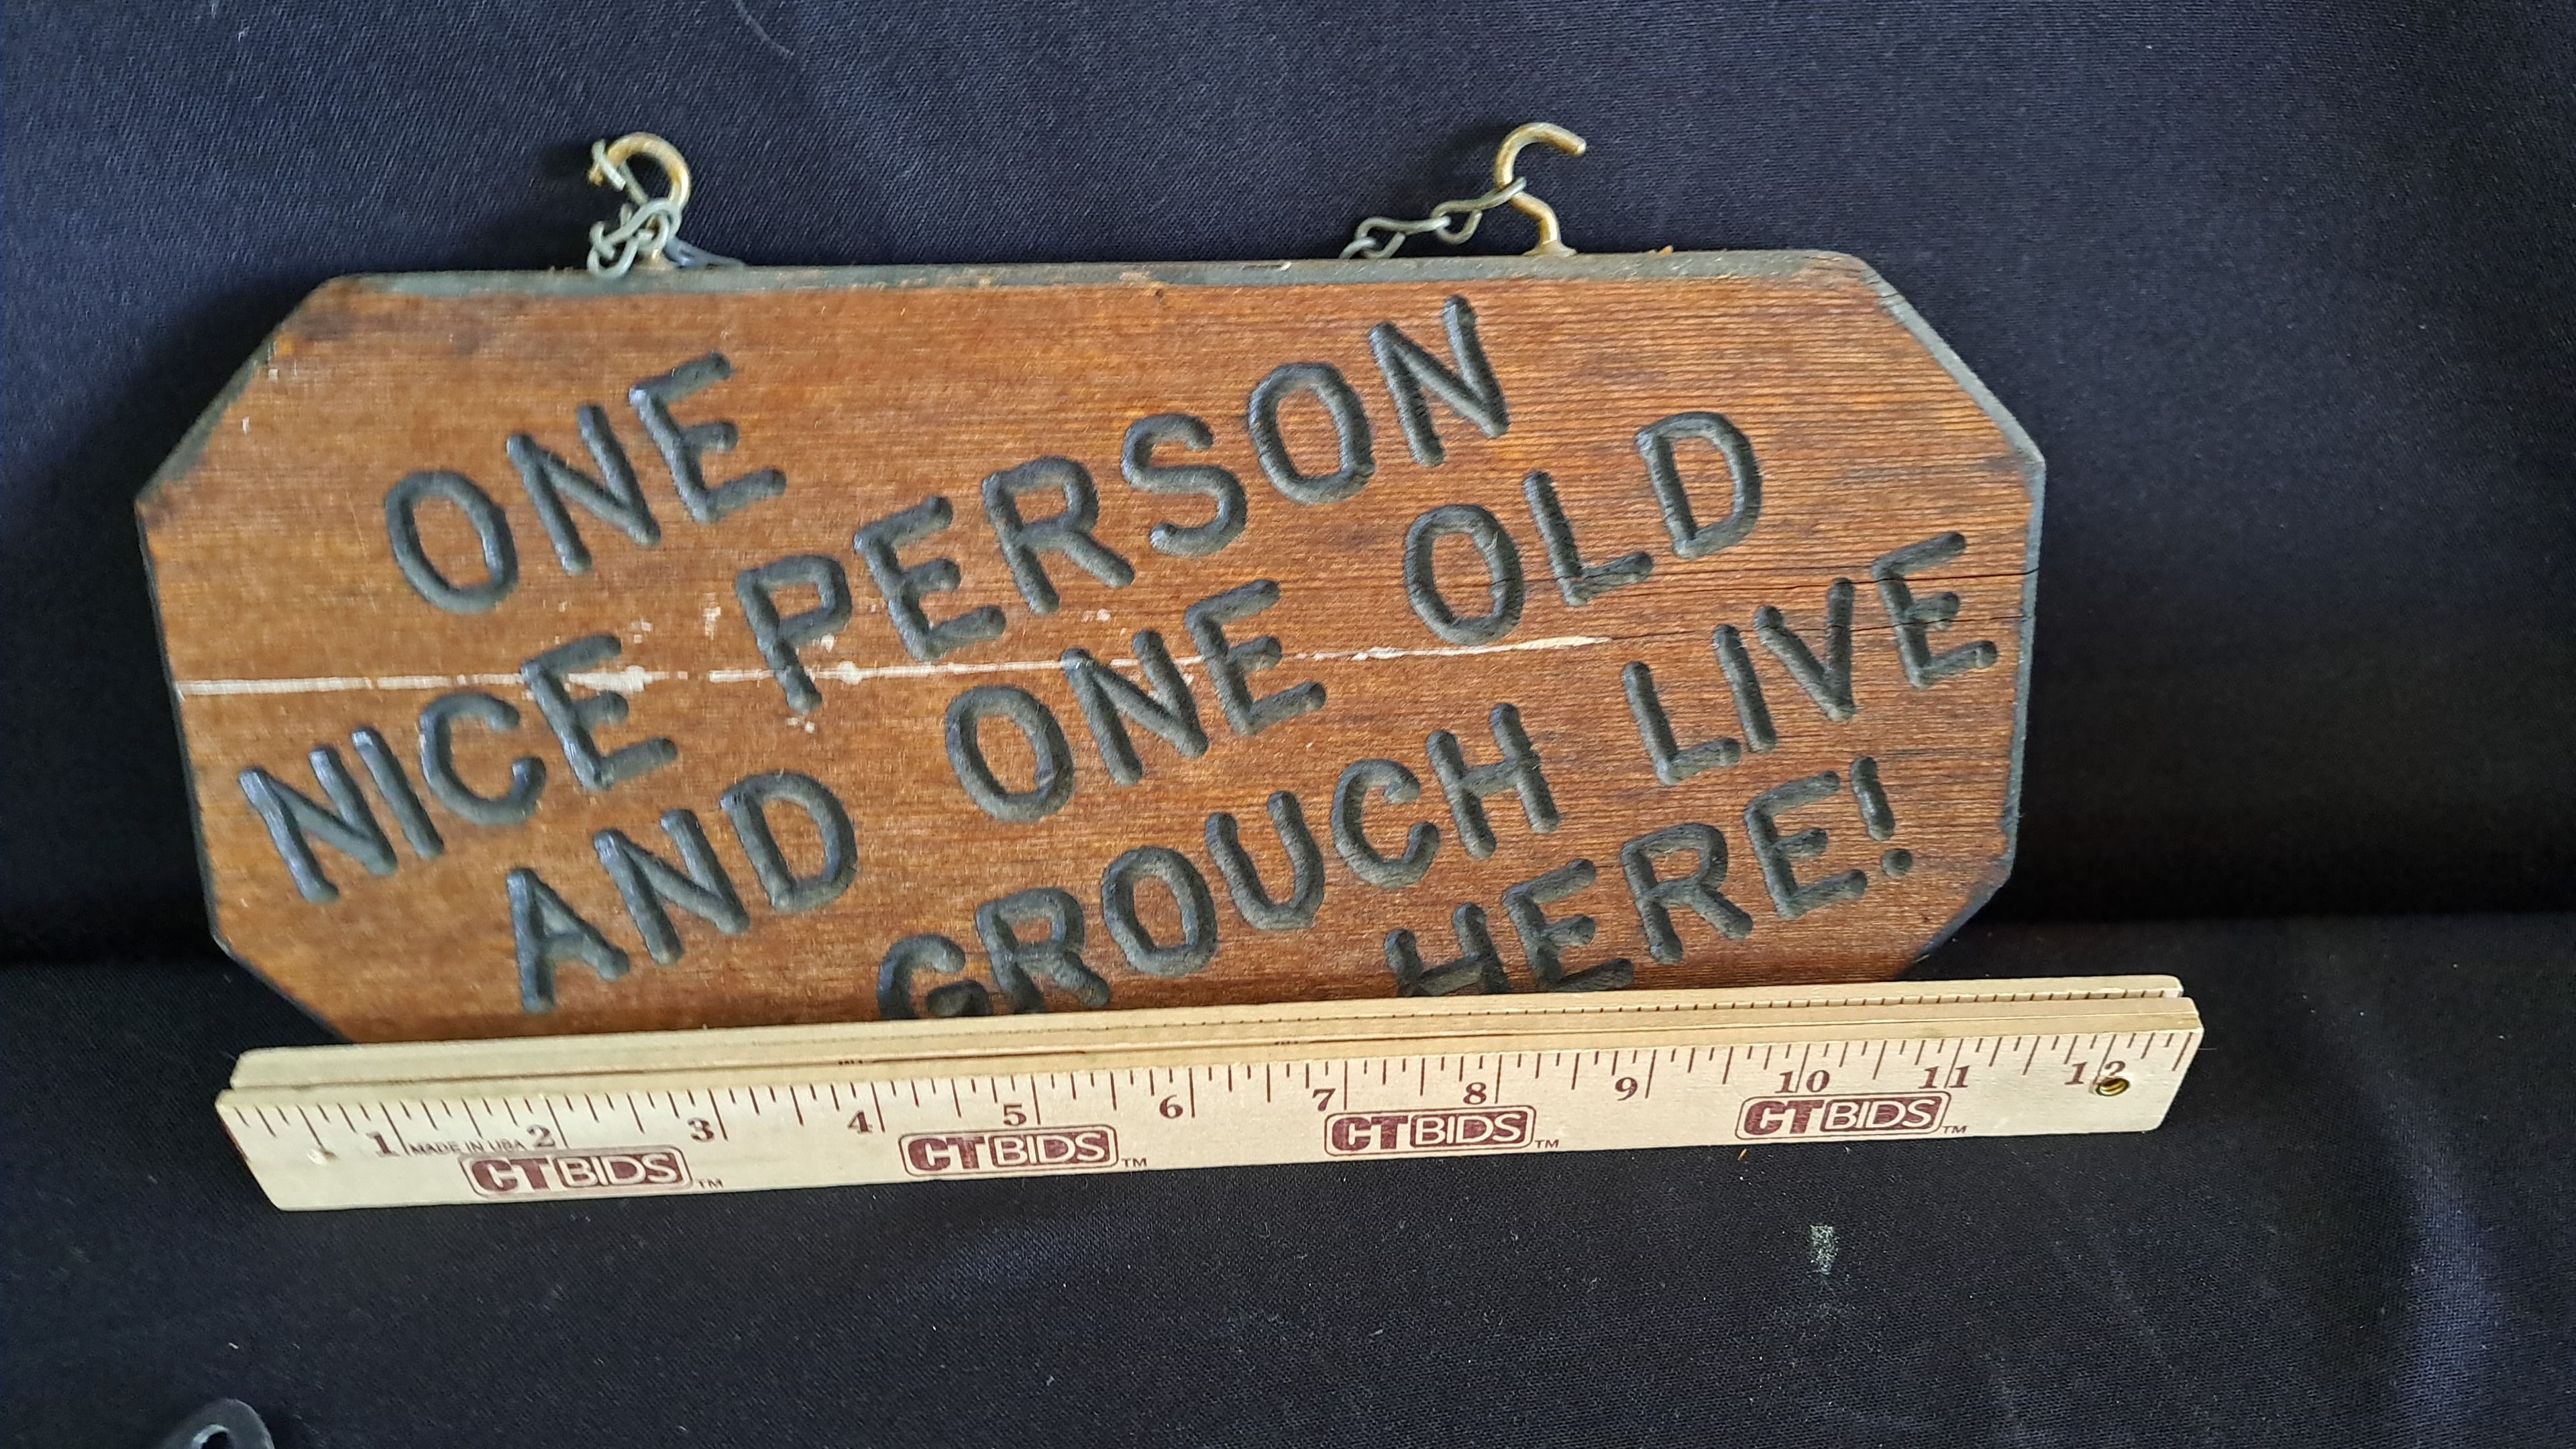 ONE
NICE PERSON
AND ONE OLD
GROUCH LIVE
HERE!
1 2 3 4 5 6 7 8 9 10 11 12
MADE IN USA
CTBIDS™ CTBIDS™ CTBIDS™ CTBIDS™